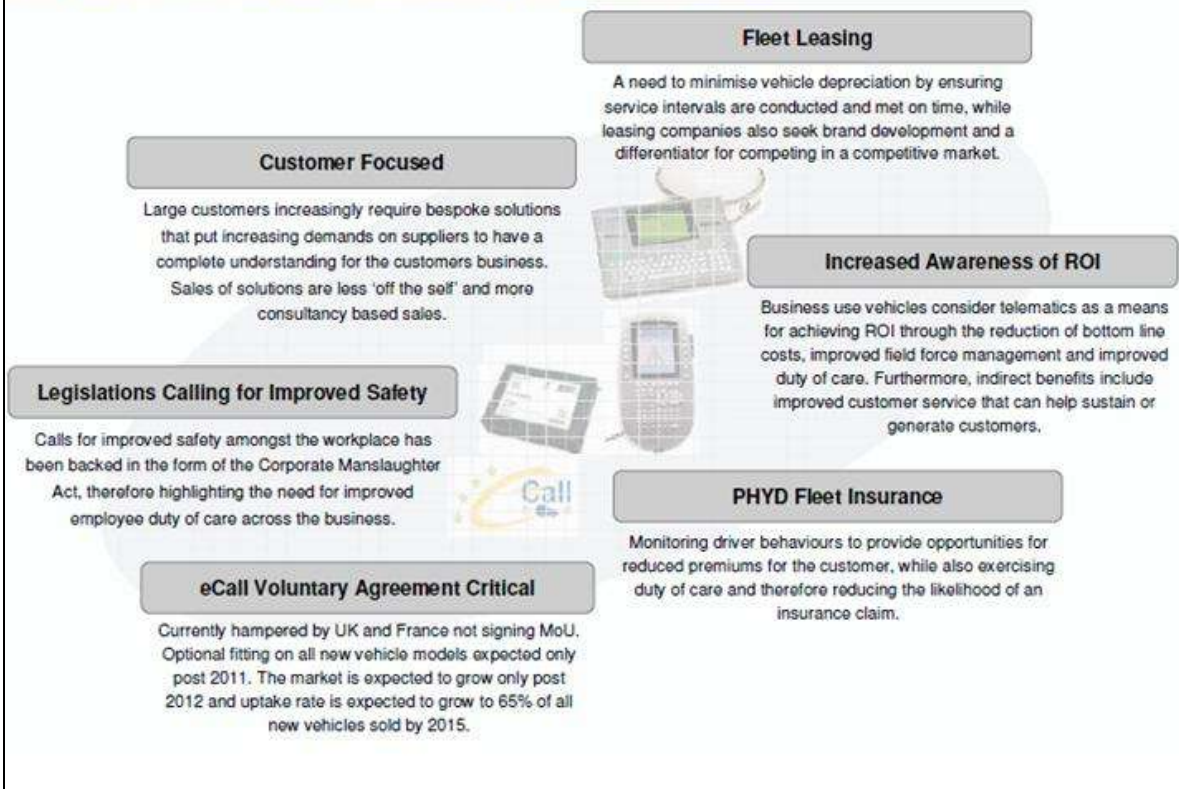 Fleet Leasing
A need to minimise vehicle depreciation by ensuring
service intervals are conducted and met on time, while
leasing companies also seek brand development and a
differentiator for competing in a competitive market.
Customer Focused
Large customers increasingly require bespoke solutions
that put increasing demands on suppliers to have a
complete understanding for the customers business.
Sales of solutions are less 'off the self' and more
consultancy based sales.
Increased Awareness of ROI
Business use vehicles consider telematics as a means
for achieving ROI through the reduction of bottom line
costs, improved field force management and improved
duty of care. Furthermore, indirect benefits include
improved customer service that can help sustain or
generate customers.
Legislations Calling for Improved Safety
Calls for improved safety amongst the workplace has
been backed in the form of the Corporate Manslaughter
Act, therefore highlighting the need for improved
employee duty of care across the business.
Call
PHYD Fleet Insurance
Monitoring driver behaviours to provide opportunities for
reduced premiums for the customer, while also exercising
duty of care and therefore reducing the likelihood of an
insurance claim.
eCall Voluntary Agreement Critical
Currently hampered by UK and France not signing MoU.
Optional fitting on all new vehicle models expected only
post 2011. The market is expected to grow only post
2012 and uptake rate is expected to grow to 65% of all
new vehicles sold by 2015.